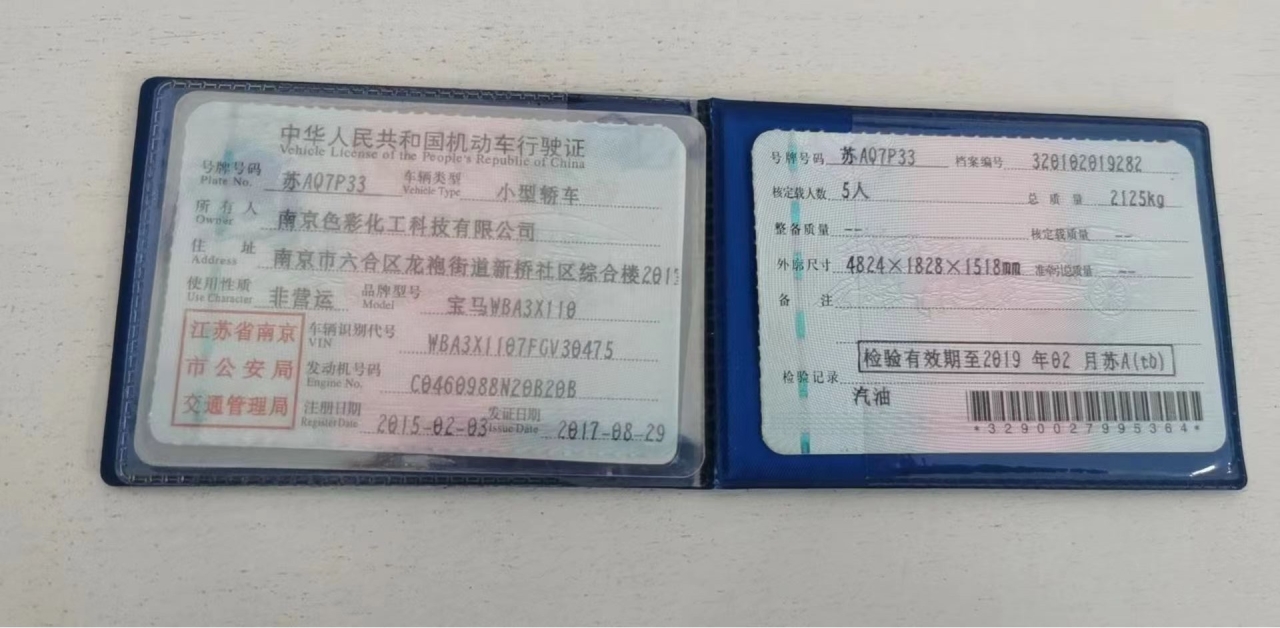 中华人民共和国机动车行驶证
Vehicle License of the People's Republic of China
号牌号码 苏AQ7P33 车辆类型 小型轿车
Plate No. Vehicle Type
所有人 南京色彩化工科技有限公司
Owner
住址 南京市六合区龙袍街道新桥社区综合楼201
Address
使用性质 非营运 品牌型号 宝马WBA3X110
Use Character Model
江苏省南京
市公安局
交通管理局
车辆识别代号 WBA3X1107FGV30475
VIN
发动机号码 C0460988N20B20B
Engine No.
注册日期 2015-02-03 发证日期 2017-08-29
Register Date Issue Date
号牌号码 苏AQ7P33 档案编号 320102019282
核定载人数 5人 总质量 2125kg
整备质量 -- 核定载质量 --
外廓尺寸 4824×1828×1518mm 准牵引总质量 --
备注
检验有效期至2019年02月苏A(tb)
检验记录
汽油
*3290027995364*